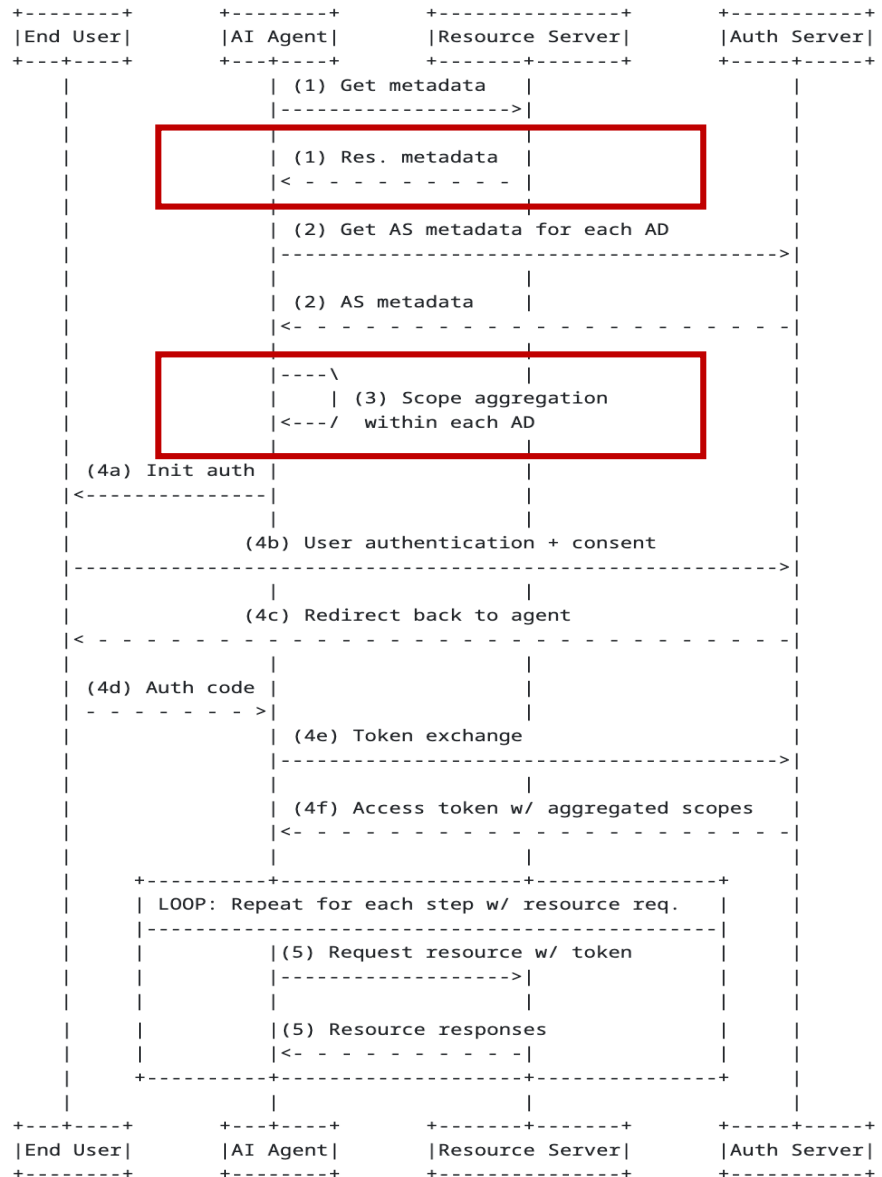 End User AI Agent Resource Server Auth Server
(1) Get metadata
(1) Res. metadata
(2) Get AS metadata for each AD
(2) AS metadata
(3) Scope aggregation
within each AD
(4a) Init auth
(4b) User authentication + consent
(4c) Redirect back to agent
(4d) Auth code
(4e) Token exchange
(4f) Access token w/ aggregated scopes
LOOP: Repeat for each step w/ resource req.
(5) Request resource w/ token
(5) Resource responses
End User AI Agent Resource Server Auth Server